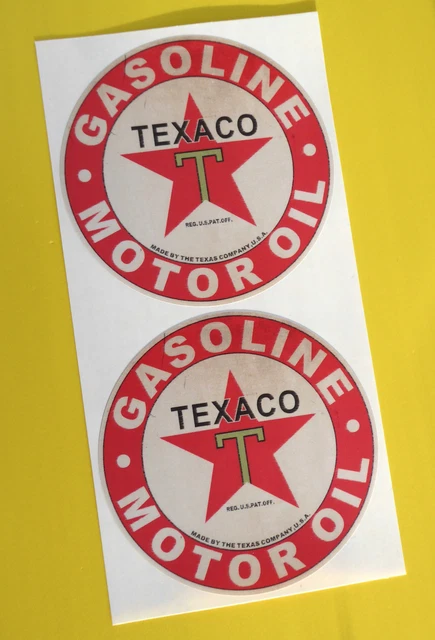 GASOLINE
TEXACO
T
REG. U.S. PAT. OFF.
MADE BY THE TEXAS COMPANY, U.S.A.
MOTOR OIL
GASOLINE
TEXACO
T
REG. U.S. PAT. OFF.
MADE BY THE TEXAS COMPANY, U.S.A.
MOTOR OIL